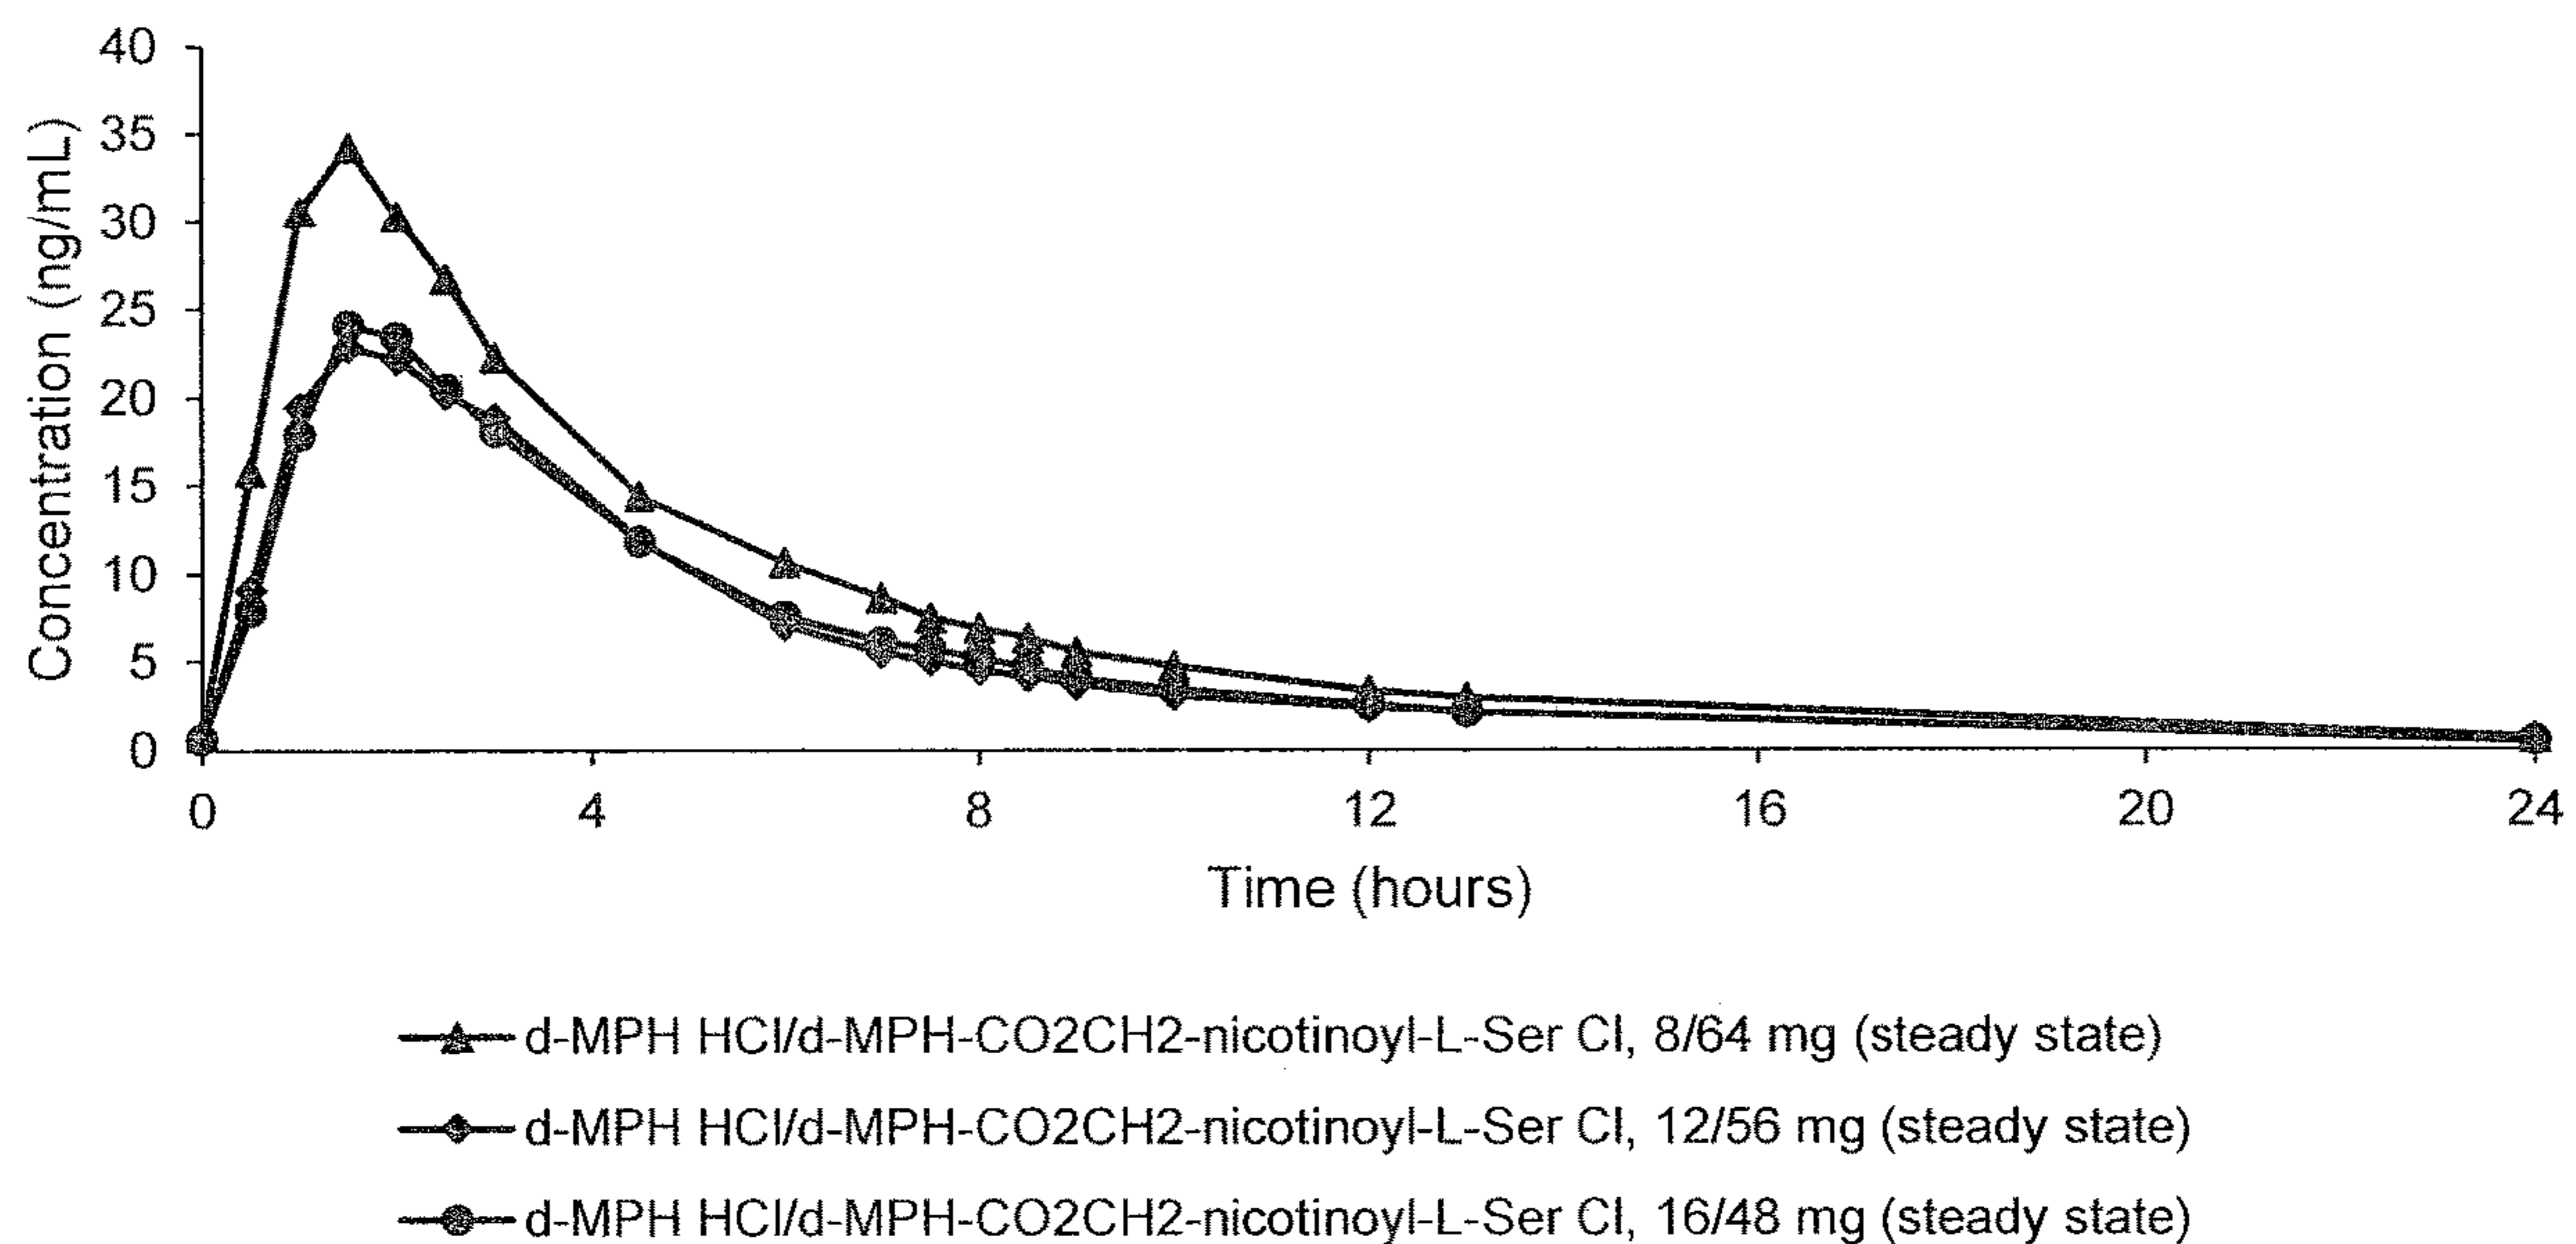 40
35
30
25
20
15
10
5
0
Concentration (ng/mL)
0 4 8 12 16 20 24
Time (hours)
d-MPH HCl/d-MPH-CO2CH2-nicotinoyl-L-Ser Cl, 8/64 mg (steady state)
d-MPH HCl/d-MPH-CO2CH2-nicotinoyl-L-Ser Cl, 12/56 mg (steady state)
d-MPH HCl/d-MPH-CO2CH2-nicotinoyl-L-Ser Cl, 16/48 mg (steady state)